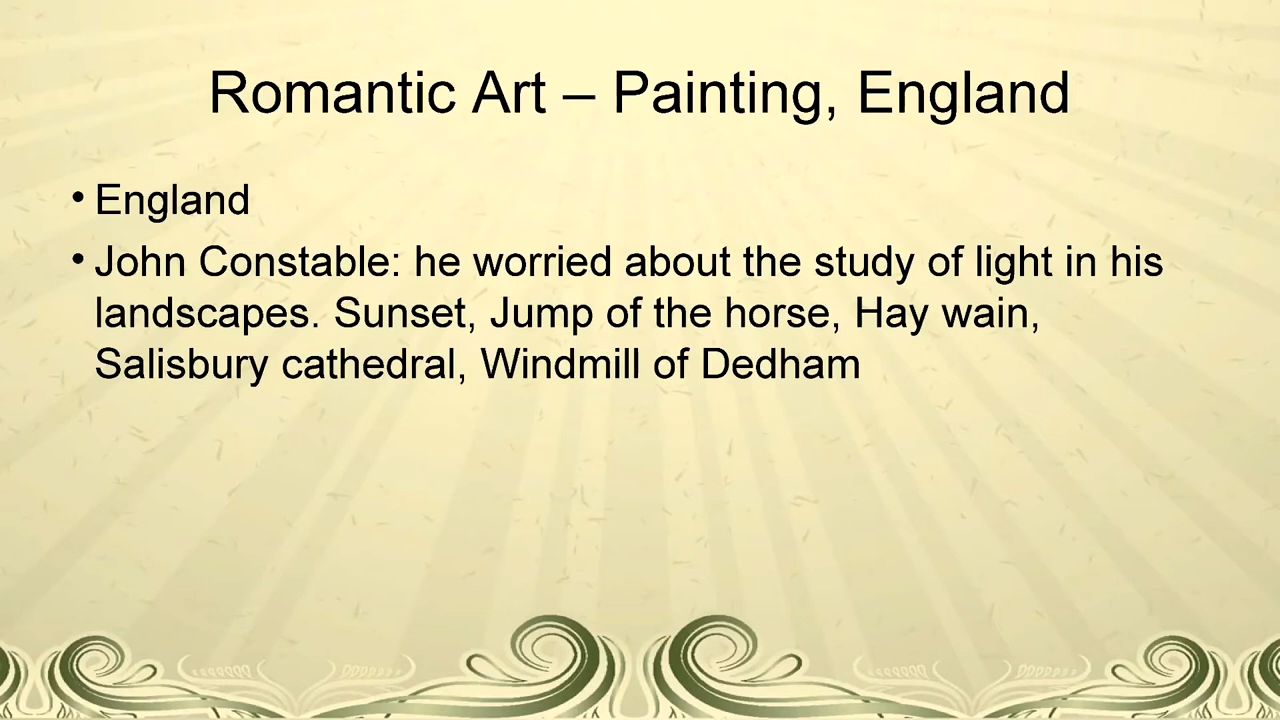 Romantic Art – Painting, England
• England
• John Constable: he worried about the study of light in his
landscapes. Sunset, Jump of the horse, Hay wain,
Salisbury cathedral, Windmill of Dedham